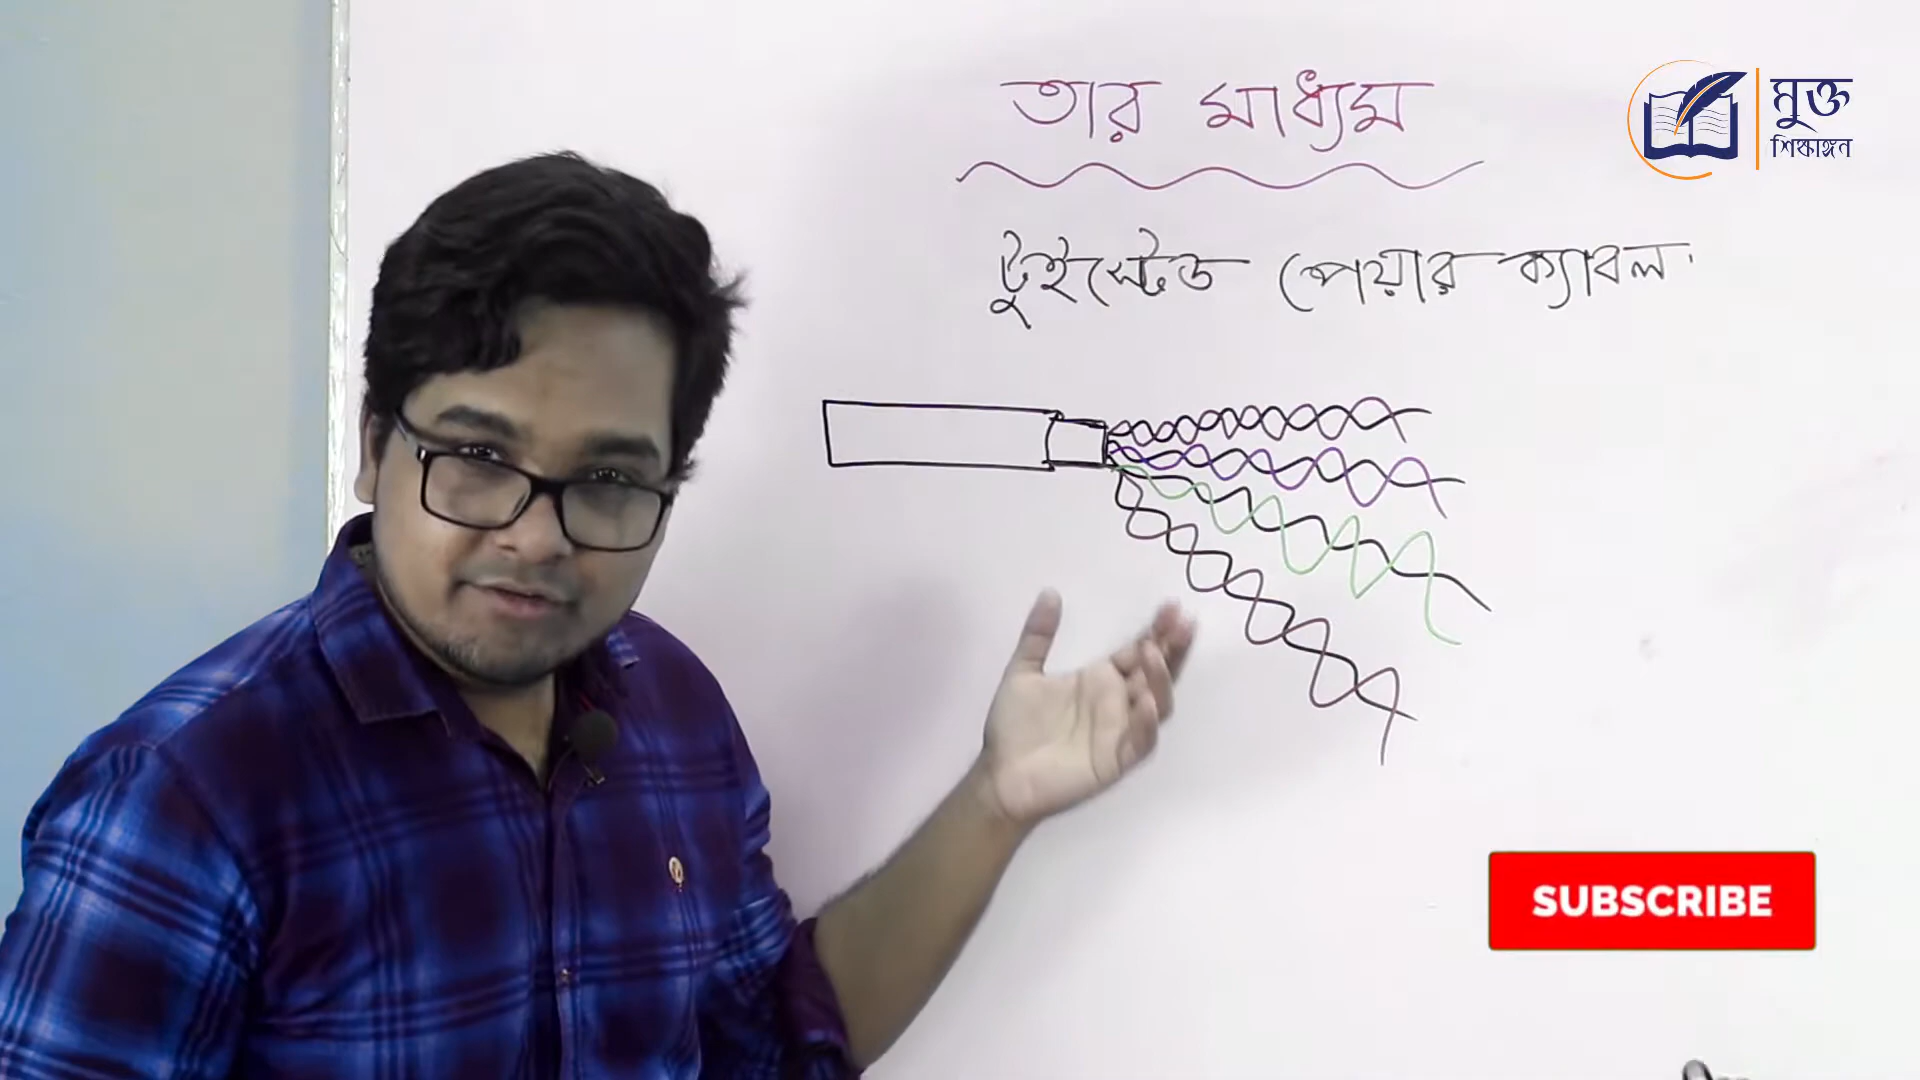 তার মাধ্যম
মুক্ত
শিক্ষাঙ্গন
টুইস্টেড পেয়ার ক্যাবল
SUBSCRIBE